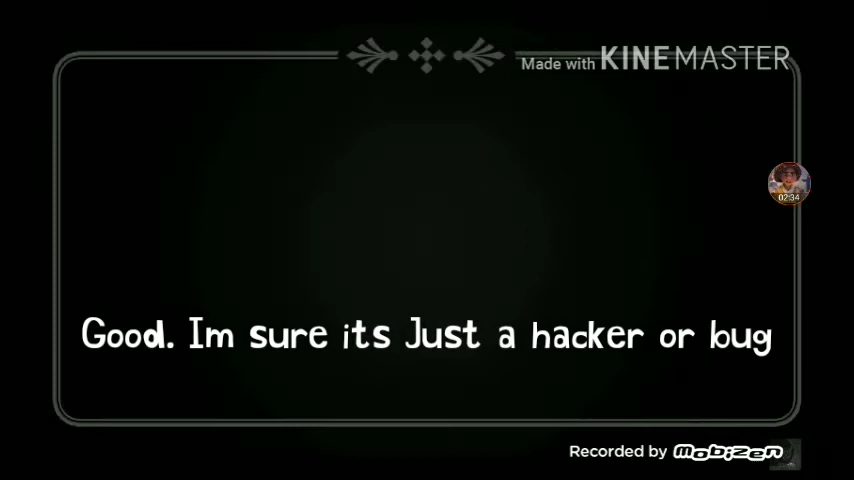 Made with KINEMASTER
02:34
Good. Im sure its Just a hacker or bug
Recorded by mobizen